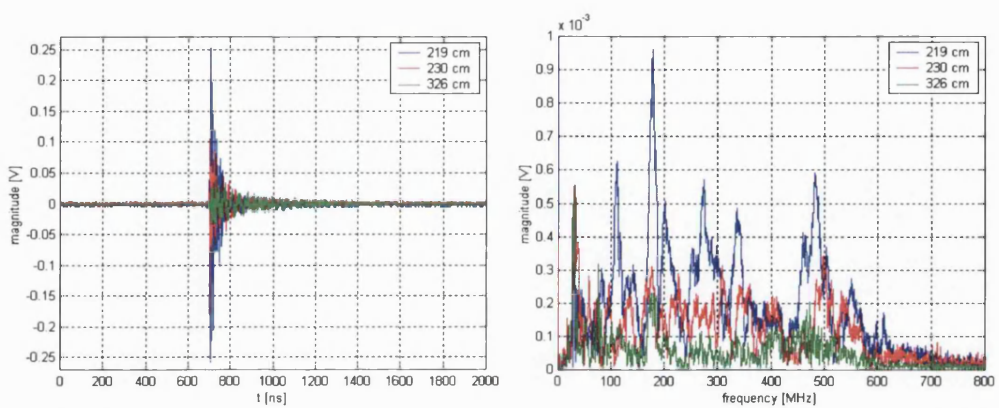 219 cm
230 cm
326 cm
0.25
0.2
0.15
0.1
0.05
0
-0.05
-0.1
-0.15
-0.2
-0.25
magnitude [V]
0 200 400 600 800 1000 1200 1400 1600 1800 2000
t [ns]
x 10⁻³
219 cm
230 cm
326 cm
1
0.9
0.8
0.7
0.6
0.5
0.4
0.3
0.2
0.1
0
magnitude [V]
0 100 200 300 400 500 600 700 800
frequency [MHz]